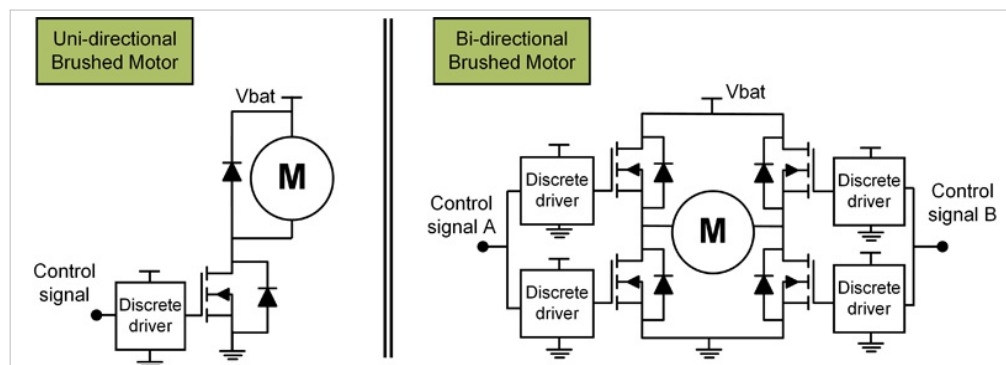 Uni-directional
Brushed Motor
Vbat
M
Control
signal
Discrete
driver
Bi-directional
Brushed Motor
Vbat
Discrete
driver
Discrete
driver
Control
signal A
M
Control
signal B
Discrete
driver
Discrete
driver